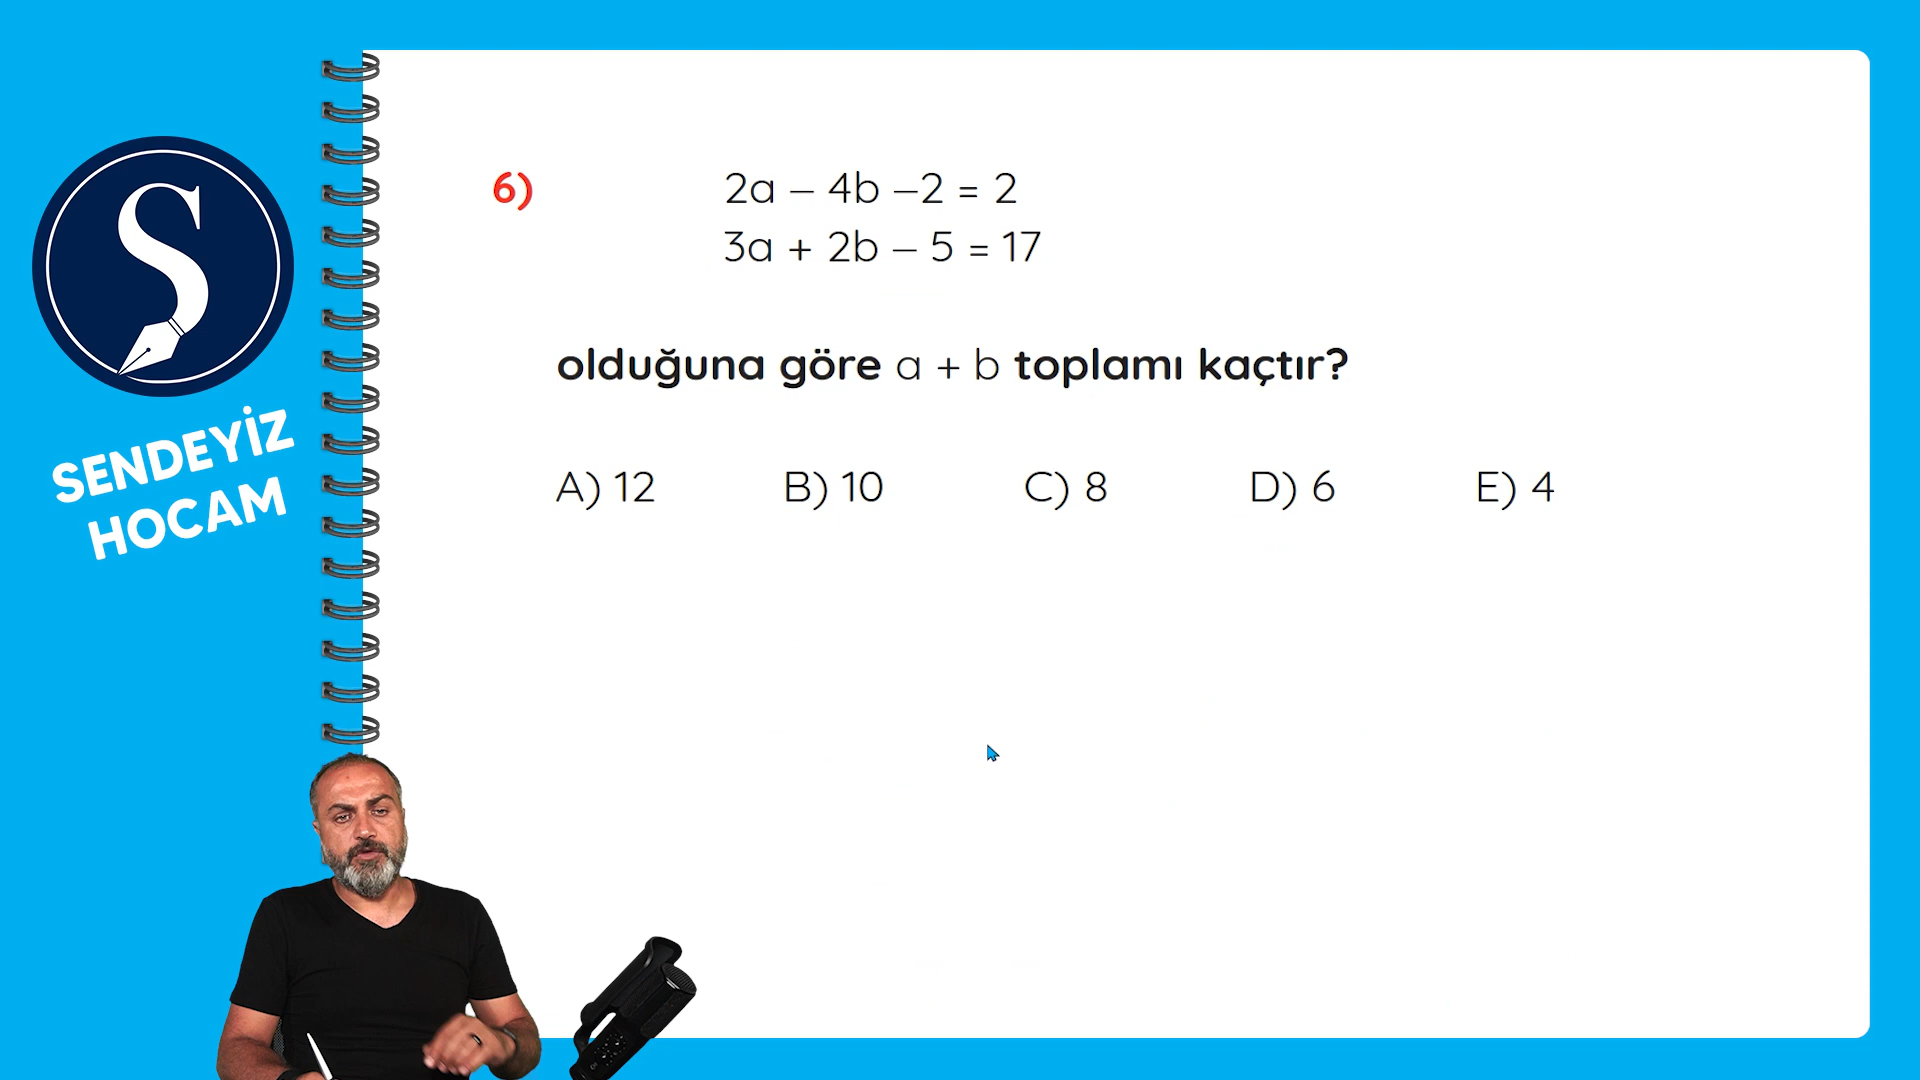 SENDEYİZ
HOCAM
6)
2a – 4b –2 = 2
3a + 2b – 5 = 17
olduğuna göre a + b toplamı kaçtır?
A) 12 B) 10 C) 8 D) 6 E) 4